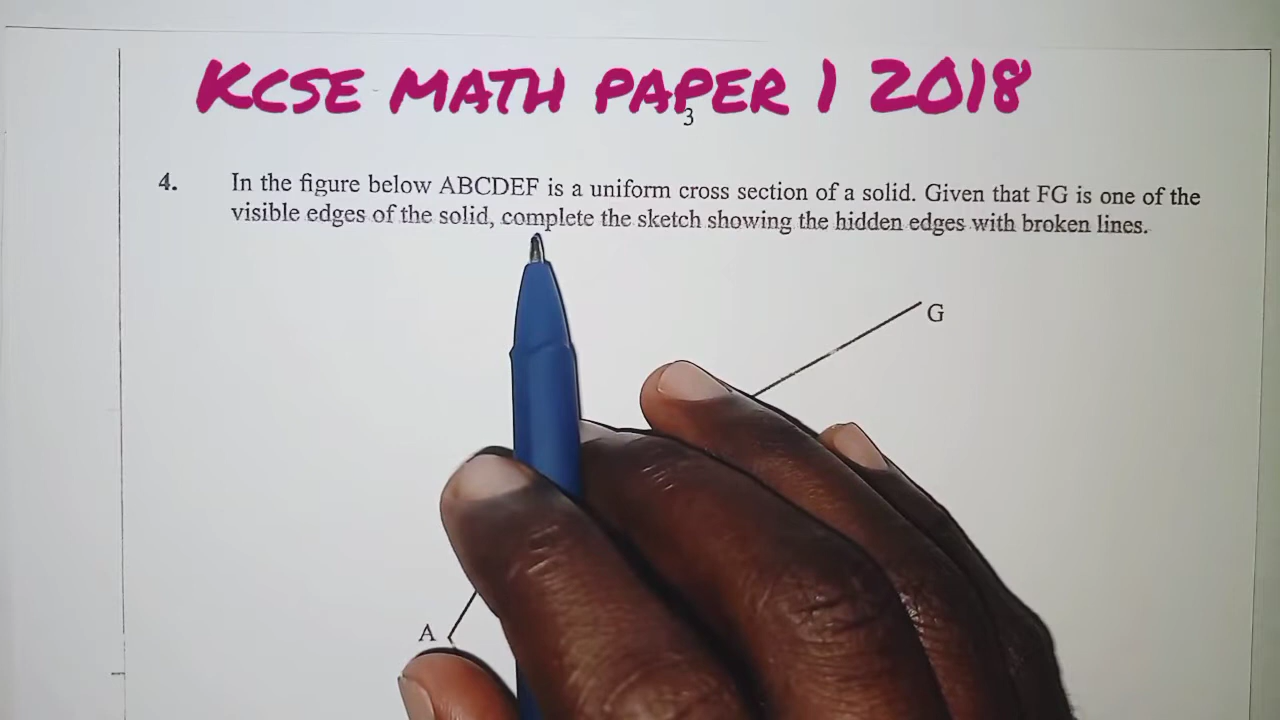 KCSE MATH PAPER 1 2018
3
4. In the figure below ABCDEF is a uniform cross section of a solid. Given that FG is one of the
visible edges of the solid, complete the sketch showing the hidden edges with broken lines.
G
A